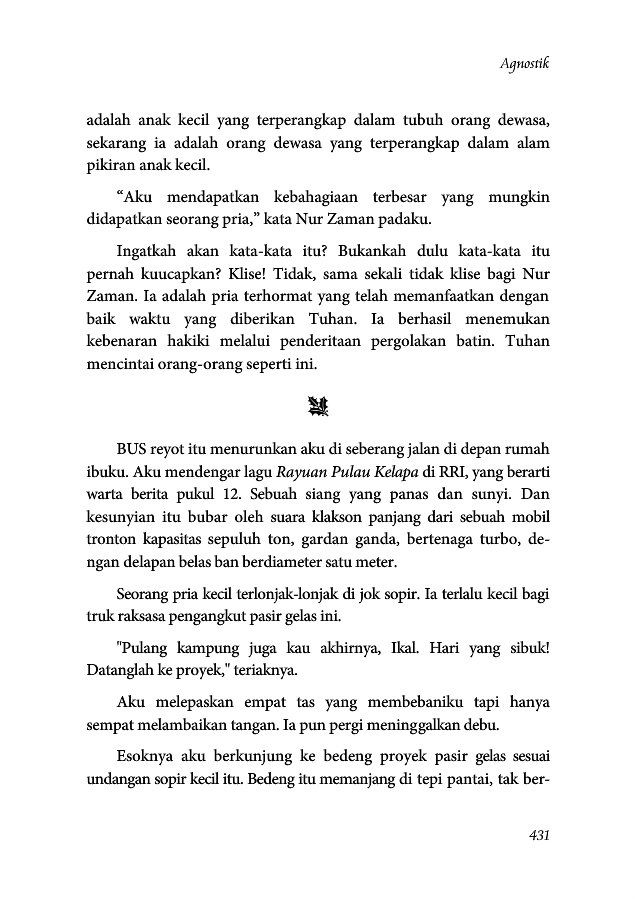 Agnostik
adalah anak kecil yang terperangkap dalam tubuh orang dewasa,
sekarang ia adalah orang dewasa yang terperangkap dalam alam
pikiran anak kecil.
“Aku mendapatkan kebahagiaan terbesar yang mungkin
didapatkan seorang pria,” kata Nur Zaman padaku.
Ingatkah akan kata-kata itu? Bukankah dulu kata-kata itu
pernah kuucapkan? Klise! Tidak, sama sekali tidak klise bagi Nur
Zaman. Ia adalah pria terhormat yang telah memanfaatkan dengan
baik waktu yang diberikan Tuhan. Ia berhasil menemukan
kebenaran hakiki melalui penderitaan pergolakan batin. Tuhan
mencintai orang-orang seperti ini.
BUS reyot itu menurunkan aku di seberang jalan di depan rumah
ibuku. Aku mendengar lagu Rayuan Pulau Kelapa di RRI, yang berarti
warta berita pukul 12. Sebuah siang yang panas dan sunyi. Dan
kesunyian itu bubar oleh suara klakson panjang dari sebuah mobil
tronton kapasitas sepuluh ton, gardan ganda, bertenaga turbo, de-
ngan delapan belas ban berdiameter satu meter.
Seorang pria kecil terlonjak-lonjak di jok sopir. Ia terlalu kecil bagi
truk raksasa pengangkut pasir gelas ini.
"Pulang kampung juga kau akhirnya, Ikal. Hari yang sibuk!
Datanglah ke proyek," teriaknya.
Aku melepaskan empat tas yang membebaniku tapi hanya
sempat melambaikan tangan. Ia pun pergi meninggalkan debu.
Esoknya aku berkunjung ke bedeng proyek pasir gelas sesuai
undangan sopir kecil itu. Bedeng itu memanjang di tepi pantai, tak ber-
431